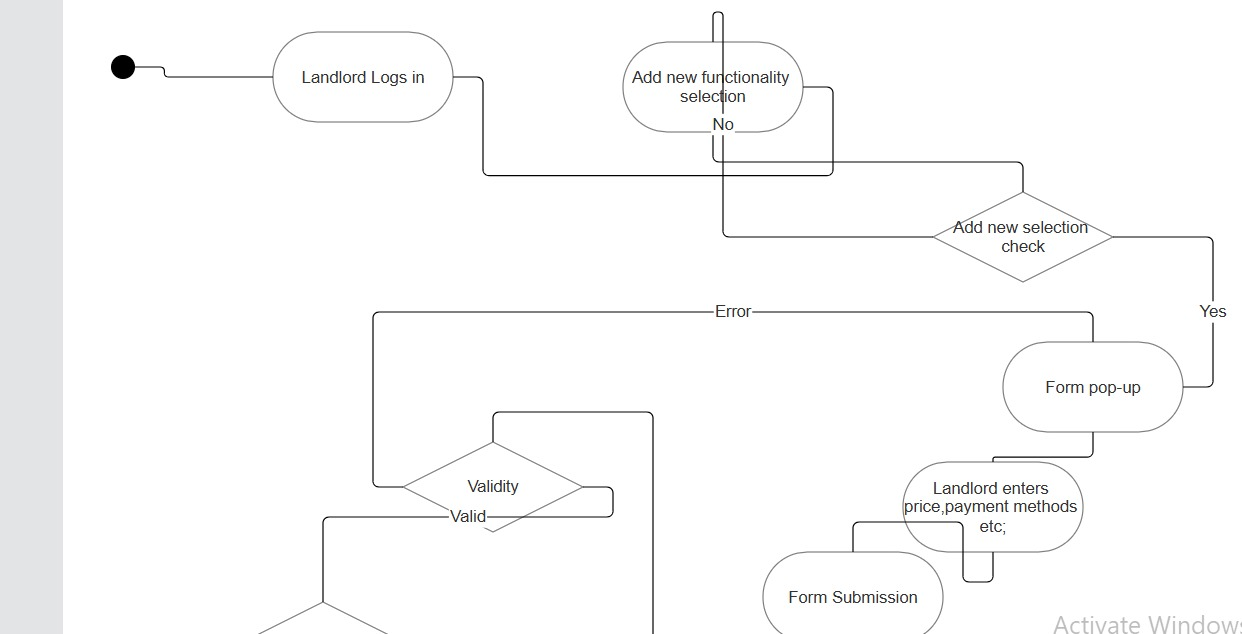 Landlord Logs in
Add new functionality
selection
No
Add new selection
check
Error
Yes
Form pop-up
Validity
Valid
Landlord enters
price,payment methods
etc;
Form Submission
Activate Windows